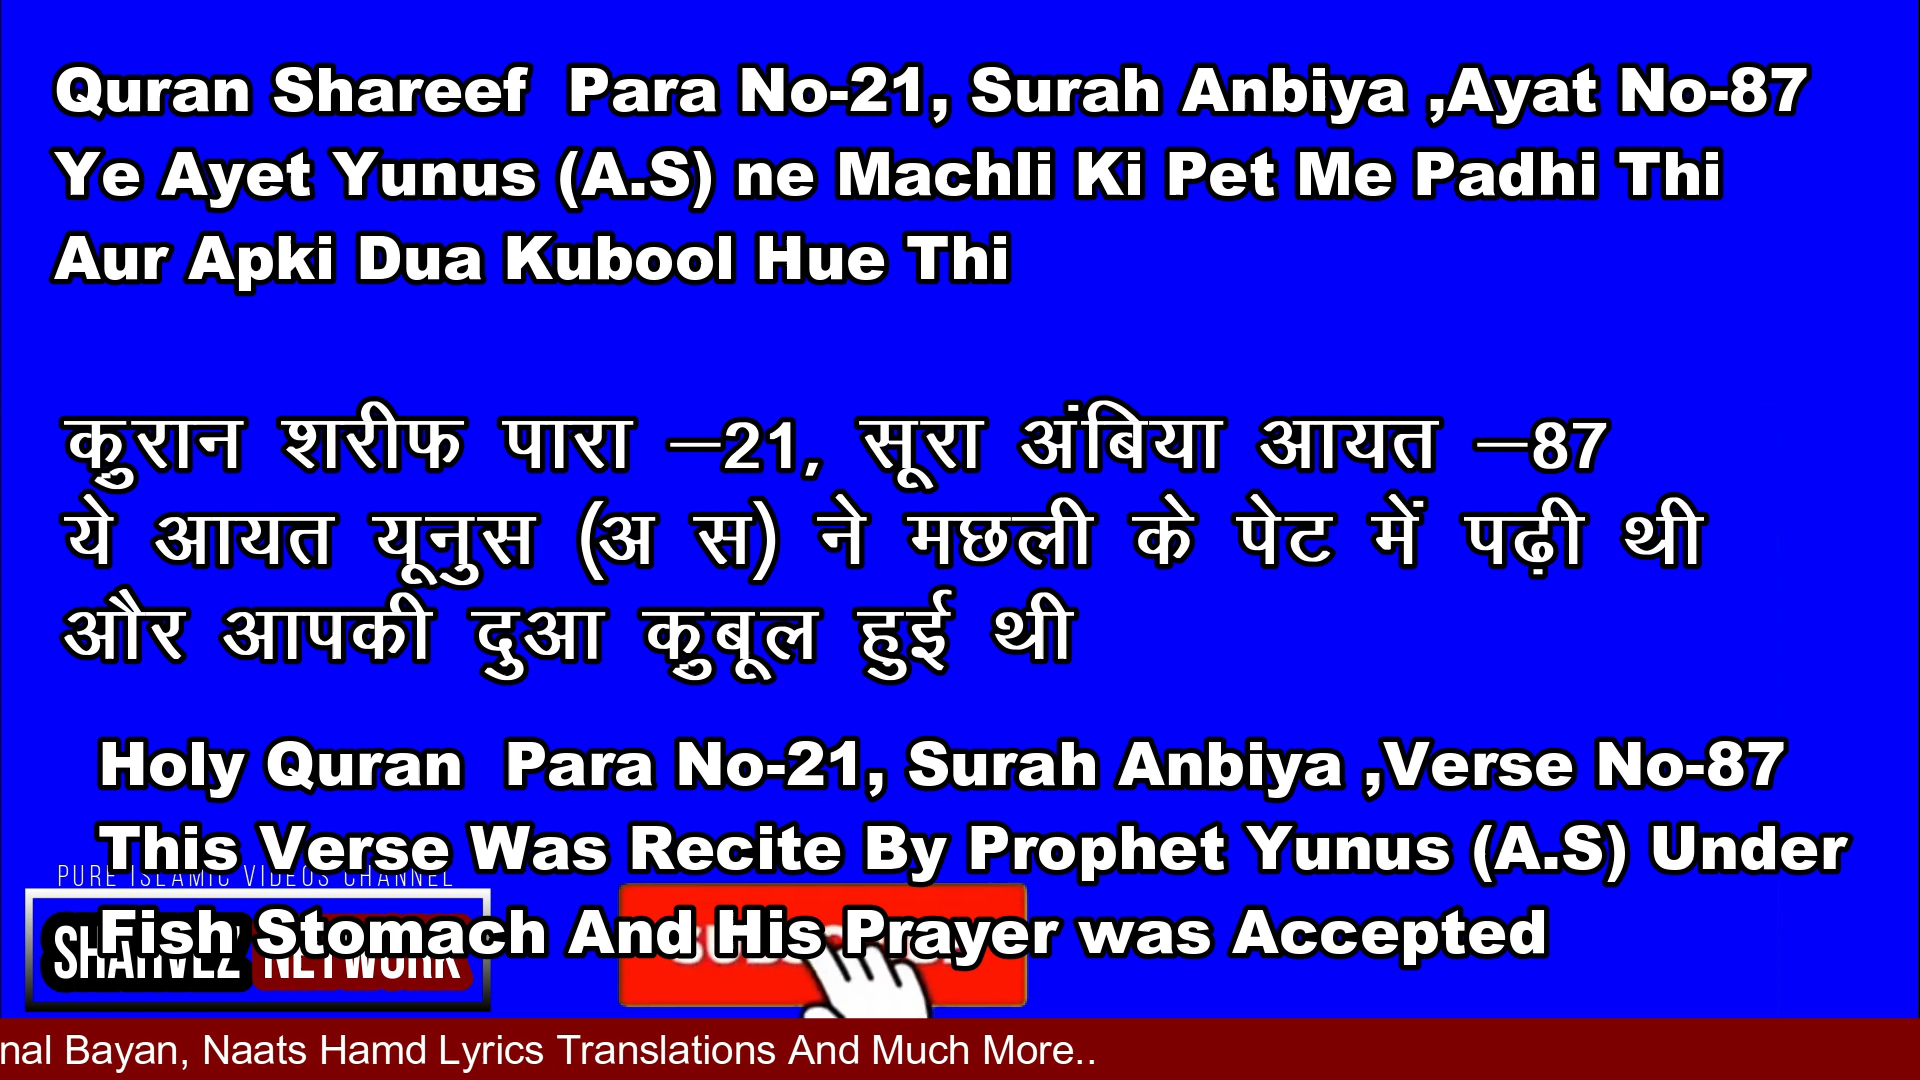 Quran Shareef Para No-21, Surah Anbiya ,Ayat No-87
Ye Ayet Yunus (A.S) ne Machli Ki Pet Me Padhi Thi
Aur Apki Dua Kubool Hue Thi
कुरान शरीफ पारा –21, सूरा अंबिया आयत –87
ये आयत यूनुस (अ स) ने मछली के पेट में पढ़ी थी
और आपकी दुआ कुबूल हुई थी
Holy Quran Para No-21, Surah Anbiya ,Verse No-87
This Verse Was Recite By Prophet Yunus (A.S) Under
Fish Stomach And His Prayer was Accepted
PURE ISLAMIC VIDEOS CHANNEL
SHAHVEZ NETWORK
nal Bayan, Naats Hamd Lyrics Translations And Much More..